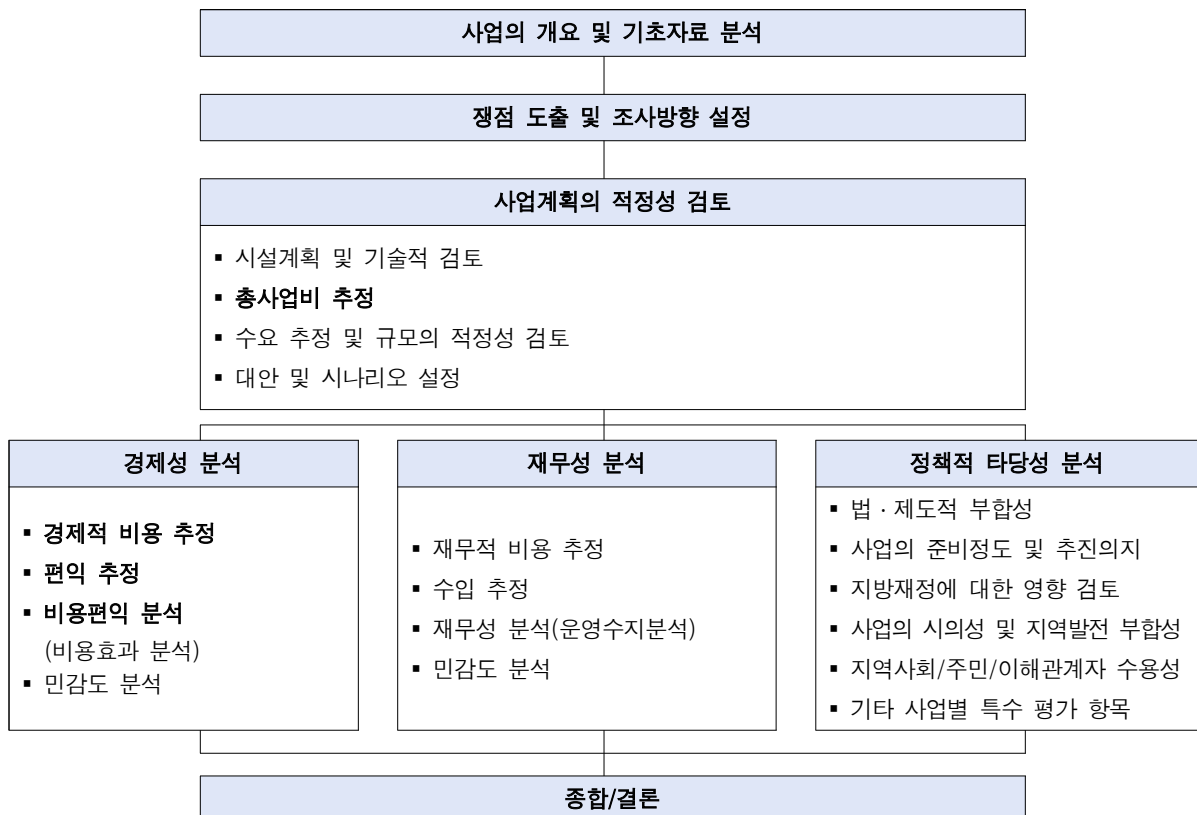 사업의 개요 및 기초자료 분석
쟁점 도출 및 조사방향 설정
사업계획의 적정성 검토
▪ 시설계획 및 기술적 검토
▪ 총사업비 추정
▪ 수요 추정 및 규모의 적정성 검토
▪ 대안 및 시나리오 설정
경제성 분석
▪ 경제적 비용 추정
▪ 편익 추정
▪ 비용편익 분석
(비용효과 분석)
▪ 민감도 분석
재무성 분석
▪ 재무적 비용 추정
▪ 수입 추정
▪ 재무성 분석(운영수지분석)
▪ 민감도 분석
정책적 타당성 분석
▪ 법 · 제도적 부합성
▪ 사업의 준비정도 및 추진의지
▪ 지방재정에 대한 영향 검토
▪ 사업의 시의성 및 지역발전 부합성
▪ 지역사회/주민/이해관계자 수용성
▪ 기타 사업별 특수 평가 항목
종합/결론